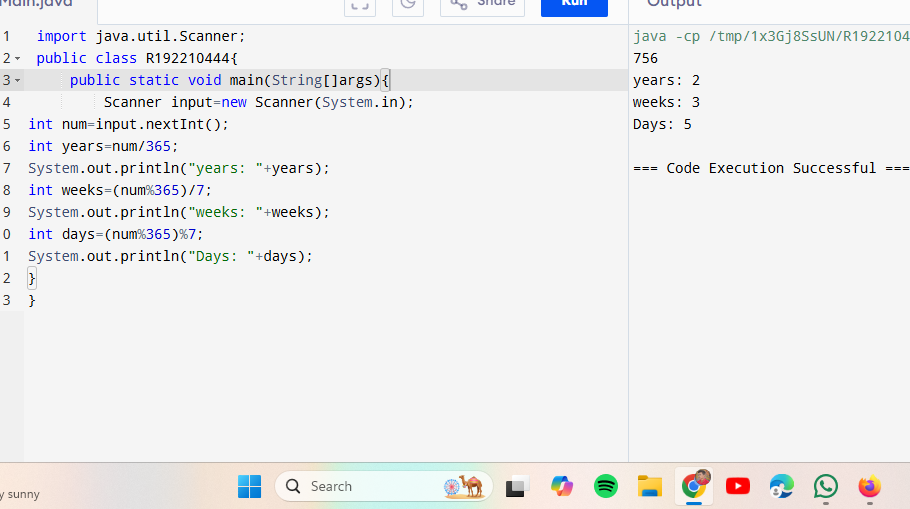 Main.java
Share
Run
Output
1 import java.util.Scanner;
2 public class R192210444{
3 public static void main(String[]args){
4 Scanner input=new Scanner(System.in);
5 int num=input.nextInt();
6 int years=num/365;
7 System.out.println("years: "+years);
8 int weeks=(num%365)/7;
9 System.out.println("weeks: "+weeks);
0 int days=(num%365)%7;
1 System.out.println("Days: "+days);
2 }
3 }
java -cp /tmp/1x3Gj8SsUN/R1922104
756
years: 2
weeks: 3
Days: 5
=== Code Execution Successful ===
y sunny
Search